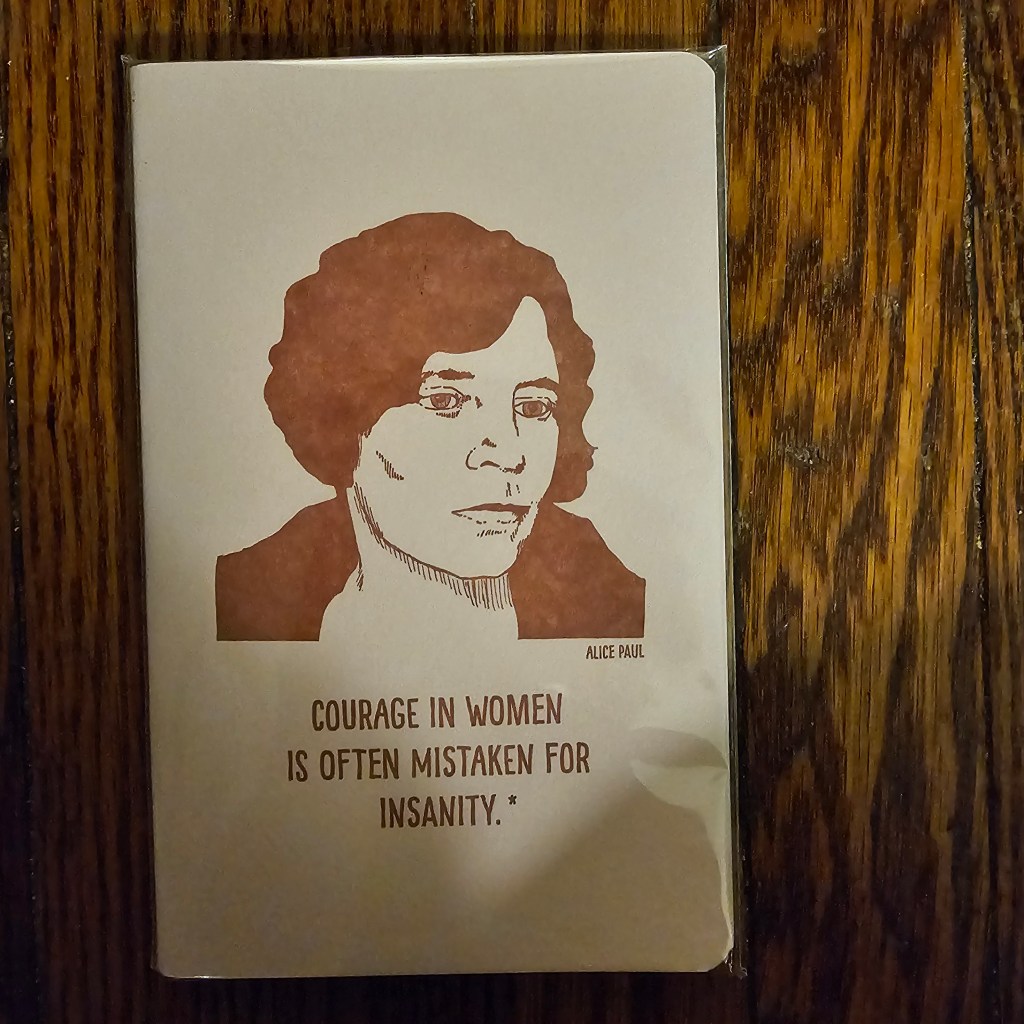 ALICE PAUL
COURAGE IN WOMEN
IS OFTEN MISTAKEN FOR
INSANITY.*